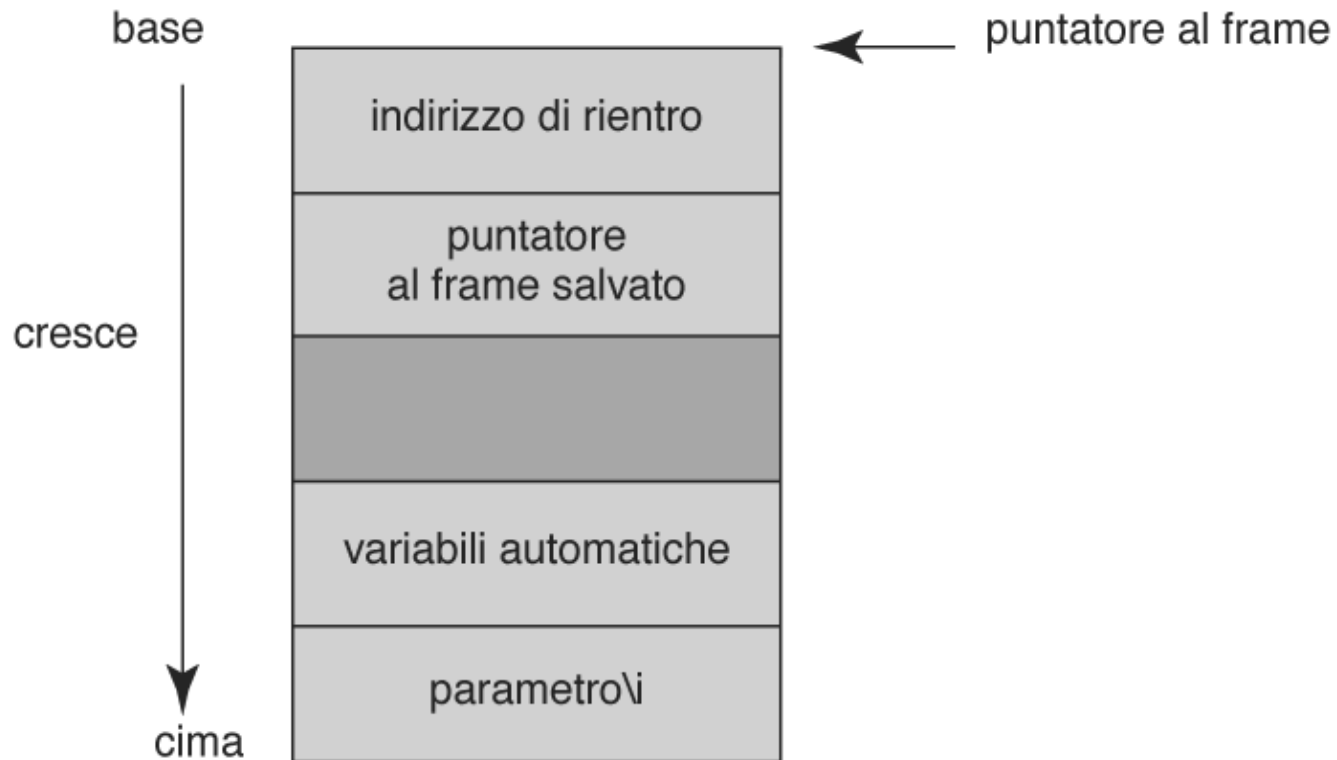 base
puntatore al frame
indirizzo di rientro
puntatore
al frame salvato
cresce
variabili automatiche
parametro\i
cima